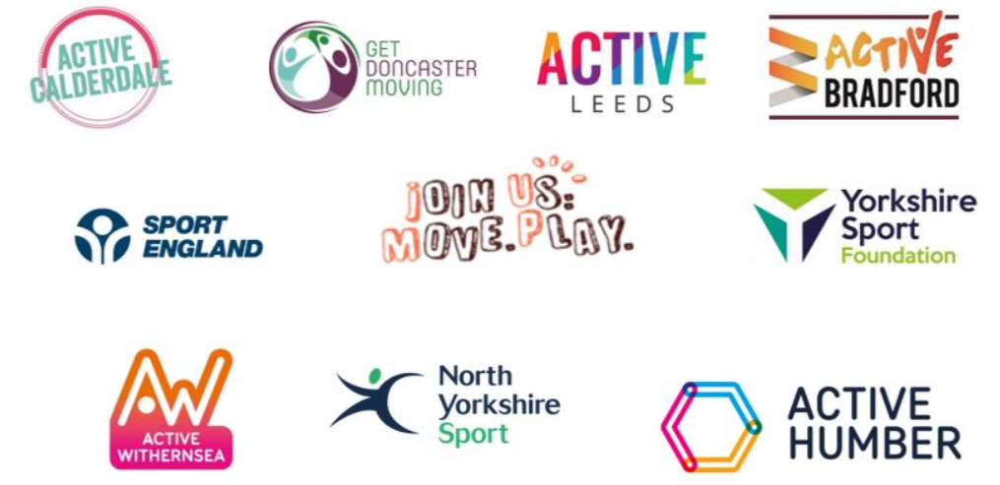 ACTIVE
CALDERDALE
GET
DONCASTER
MOVING
ACTIVE
LEEDS
ACTIVE
BRADFORD
SPORT
ENGLAND
JOIN US:
MOVE.PLAY.
Yorkshire
Sport
Foundation
AW
ACTIVE
WITHERNSEA
North
Yorkshire
Sport
ACTIVE
HUMBER